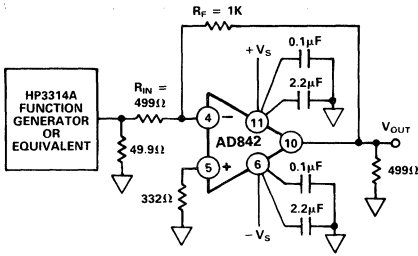 R_F = 1K
+V_S
0.1μF
2.2μF
HP3314A
FUNCTION
GENERATOR
OR
EQUIVALENT
R_IN =
499Ω
49.9Ω
4
−
11
AD842
10
5
+
6
V_OUT
499Ω
332Ω
0.1μF
2.2μF
−V_S